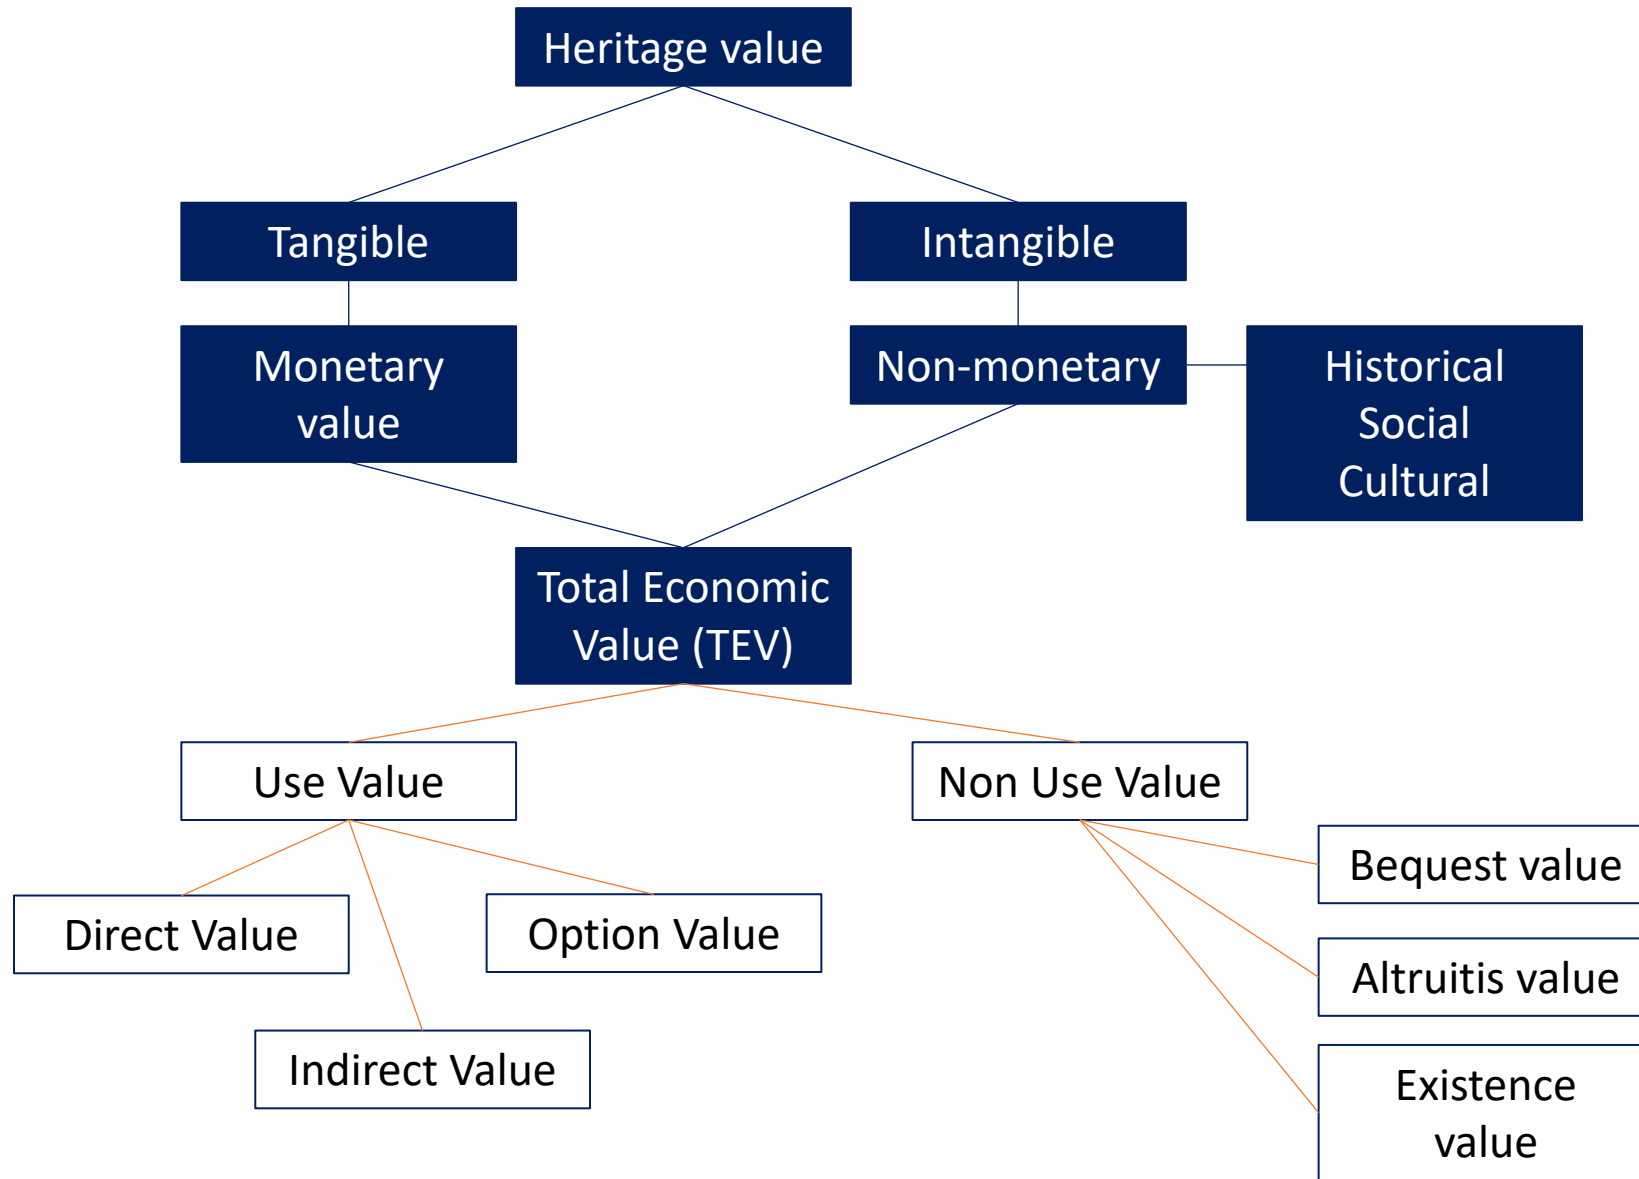 Heritage value
Tangible
Intangible
Monetary
value
Non-monetary
Historical
Social
Cultural
Total Economic
Value (TEV)
Use Value
Non Use Value
Bequest value
Direct Value
Option Value
Altruitis value
Indirect Value
Existence
value